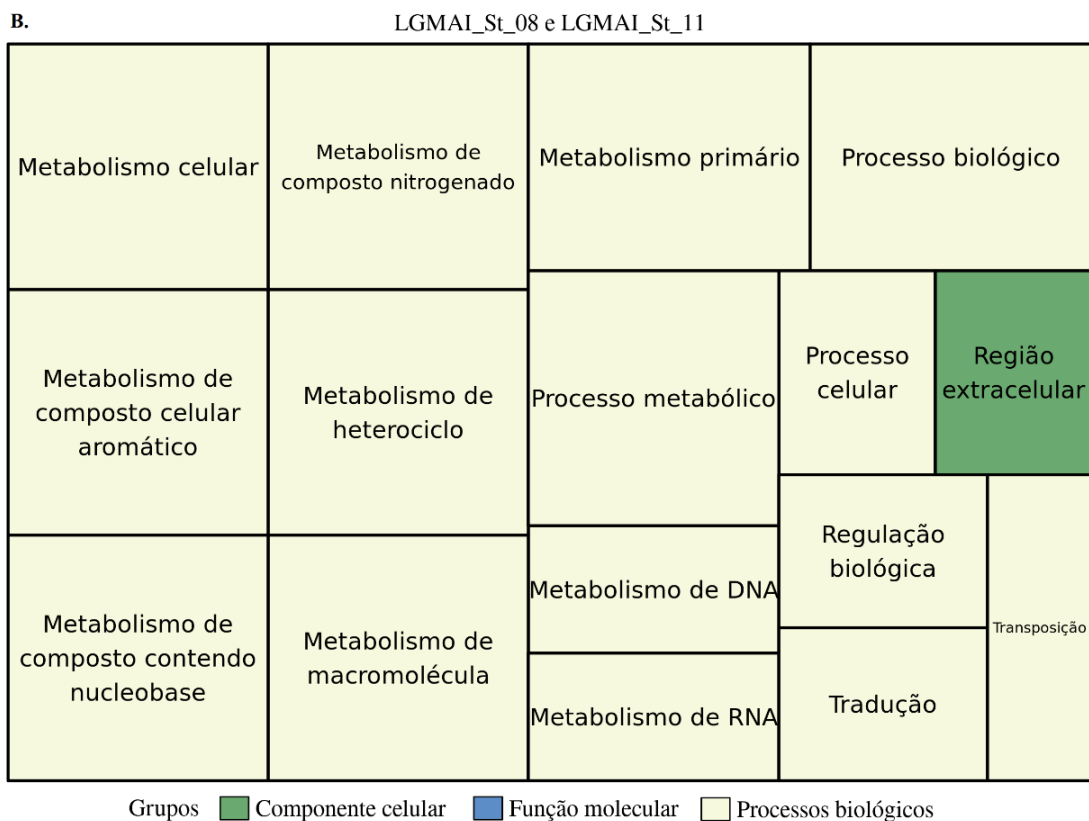 B.
LGMAI_St_08 e LGMAI_St_11
Metabolismo celular
Metabolismo de
composto nitrogenado
Metabolismo primário
Processo biológico
Metabolismo de
composto celular
aromático
Metabolismo de
heterociclo
Processo metabólico
Processo
celular
Região
extracelular
Metabolismo de
composto contendo
nucleobase
Metabolismo de
macromolécula
Metabolismo de DNA
Metabolismo de RNA
Regulação
biológica
Tradução
Transposição
Grupos
Componente celular
Função molecular
Processos biológicos